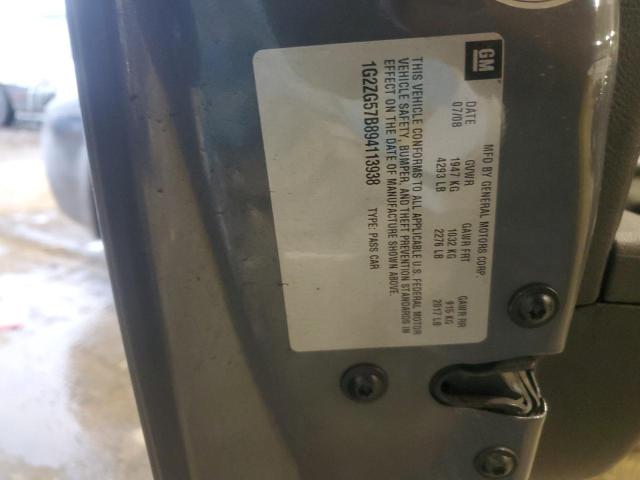 GM
MFD BY GENERAL MOTORS CORP.
DATE GVWR GAWR FRT GAWR RR
07/08 1947 KG 1032 KG 915 KG
4293 LB 2276 LB 2017 LB
THIS VEHICLE CONFORMS TO ALL APPLICABLE U.S. FEDERAL MOTOR
VEHICLE SAFETY, BUMPER, AND THEFT PREVENTION STANDARDS IN
EFFECT ON THE DATE OF MANUFACTURE SHOWN ABOVE.
1G2ZG57B894113938 TYPE: PASS CAR